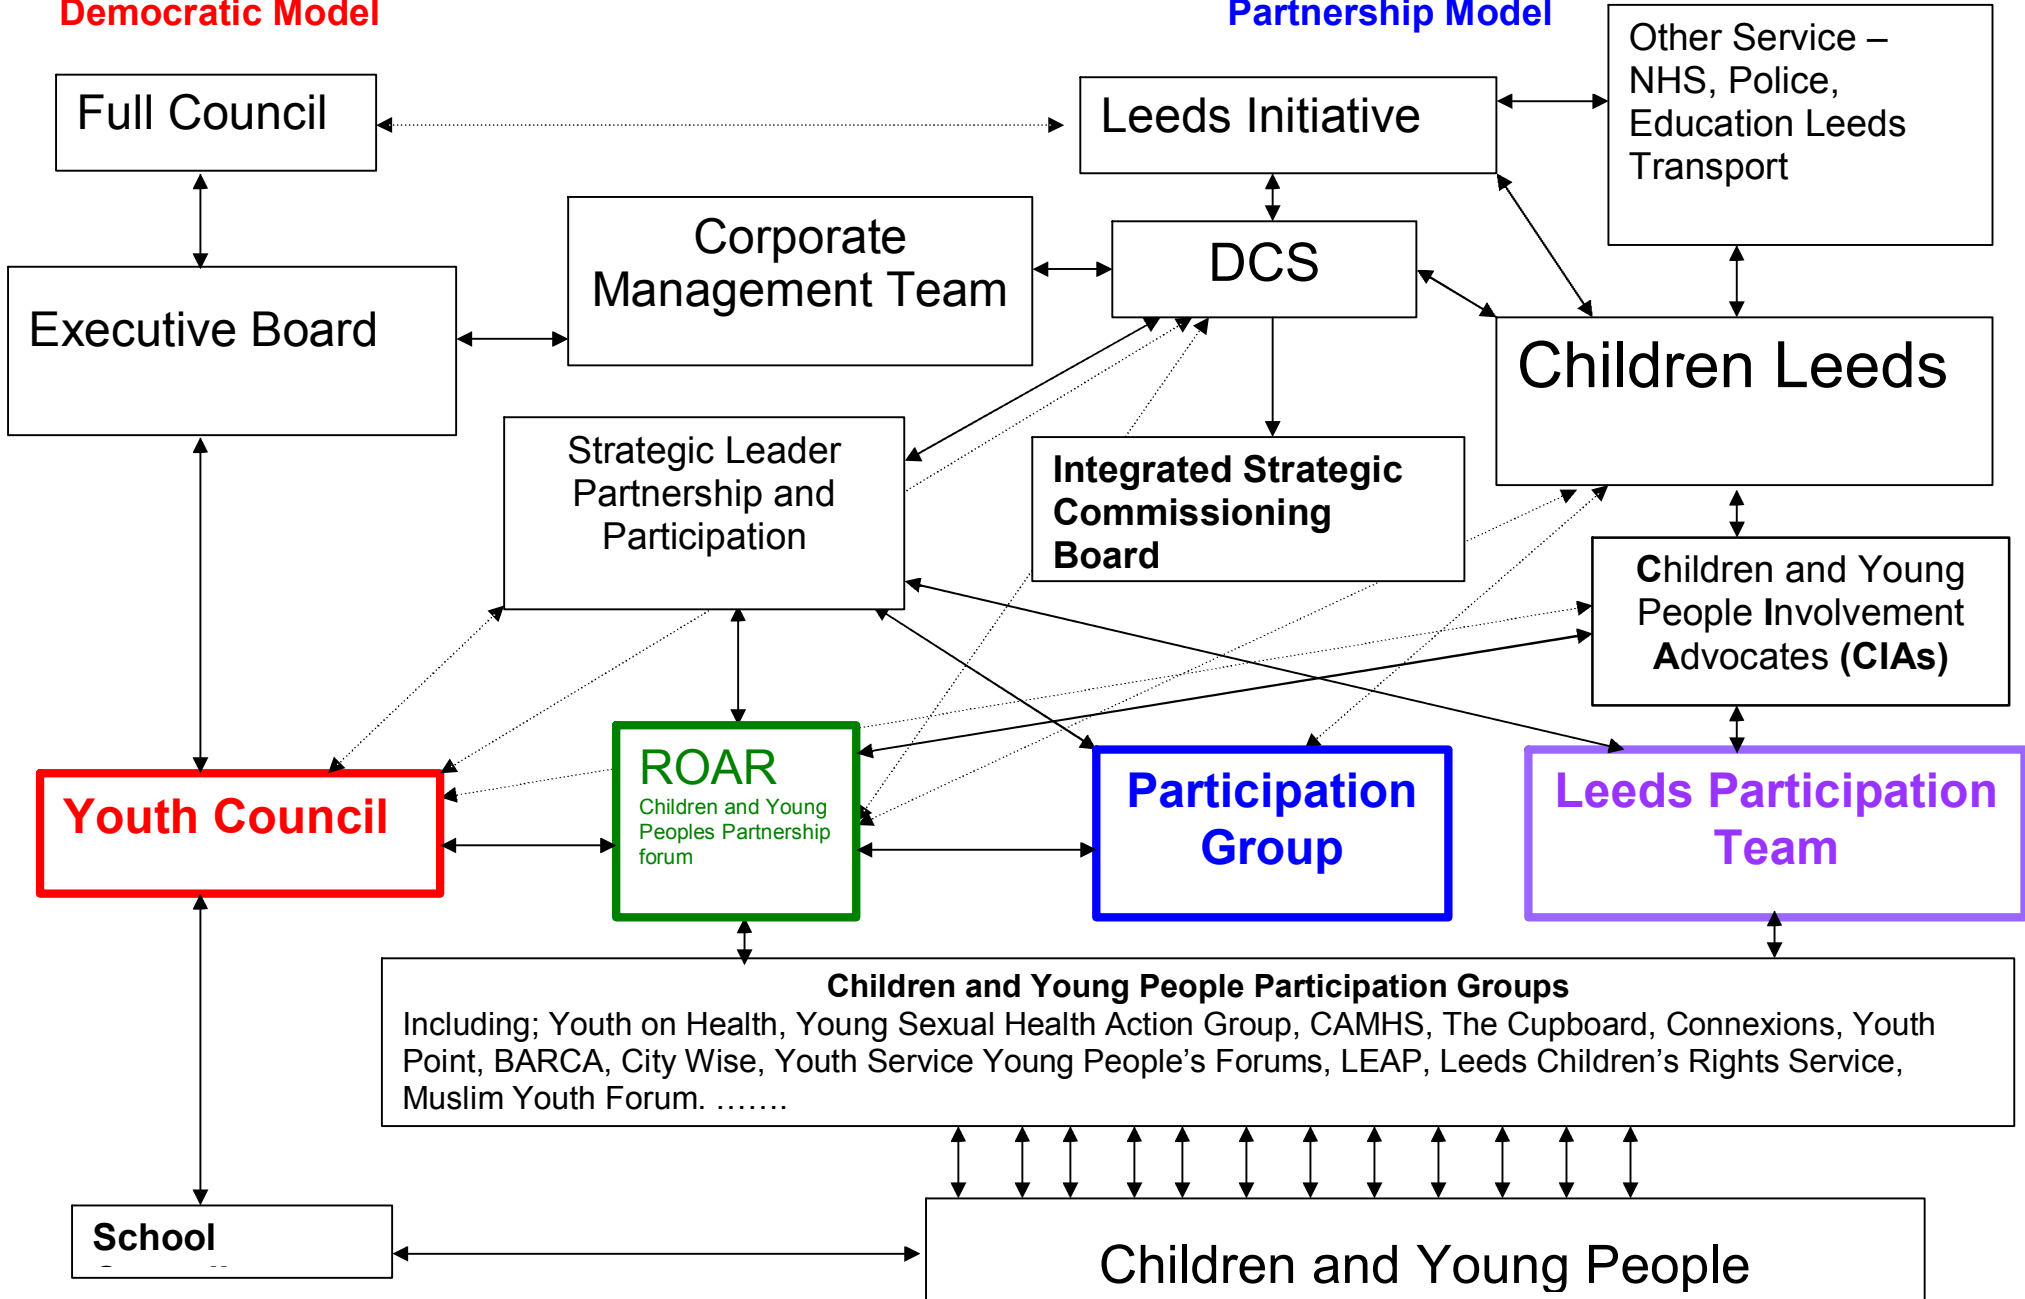 Democratic Model
Partnership Model
Other Service –
NHS, Police,
Education Leeds
Transport
Full Council
Leeds Initiative
Corporate
Management Team
DCS
Executive Board
Children Leeds
Strategic Leader
Partnership and
Participation
Integrated Strategic
Commissioning
Board
Children and Young
People Involvement
Advocates (CIAs)
Youth Council
ROAR
Children and Young
Peoples Partnership
forum
Participation
Group
Leeds Participation
Team
Children and Young People Participation Groups
Including; Youth on Health, Young Sexual Health Action Group, CAMHS, The Cupboard, Connexions, Youth
Point, BARCA, City Wise, Youth Service Young People’s Forums, LEAP, Leeds Children’s Rights Service,
Muslim Youth Forum. …….
School
Children and Young People